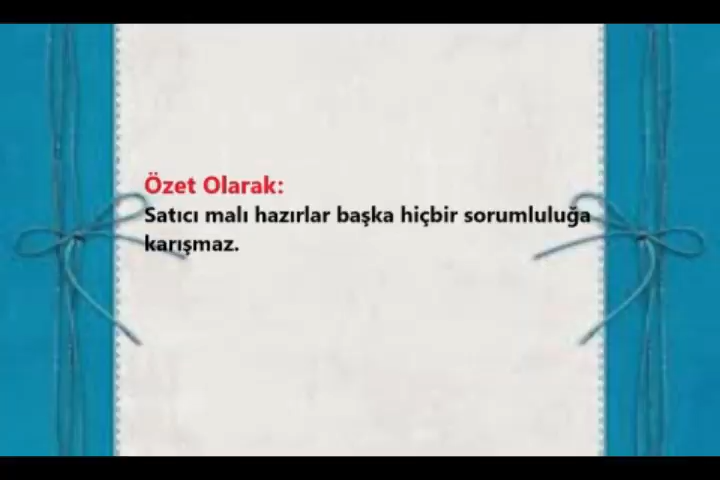 Özet Olarak:
Satıcı malı hazırlar başka hiçbir sorumluluğa
karışmaz.